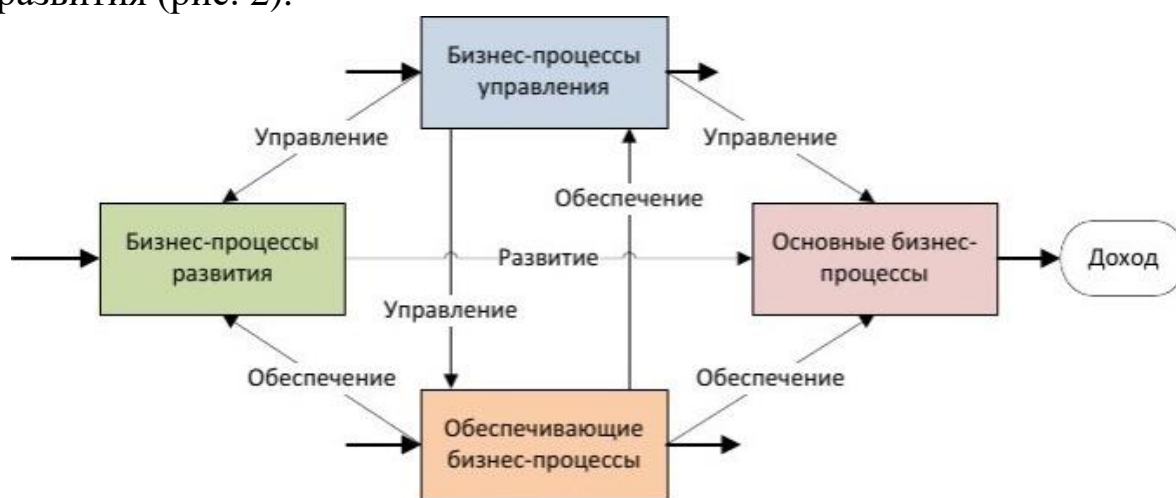 развития (рис. 2).
Бизнес-процессы
управления
Управление
Управление
Обеспечение
Бизнес-процессы
развития
Развитие
Основные бизнес-
процессы
Доход
Управление
Обеспечение
Обеспечение
Обеспечивающие
бизнес-процессы